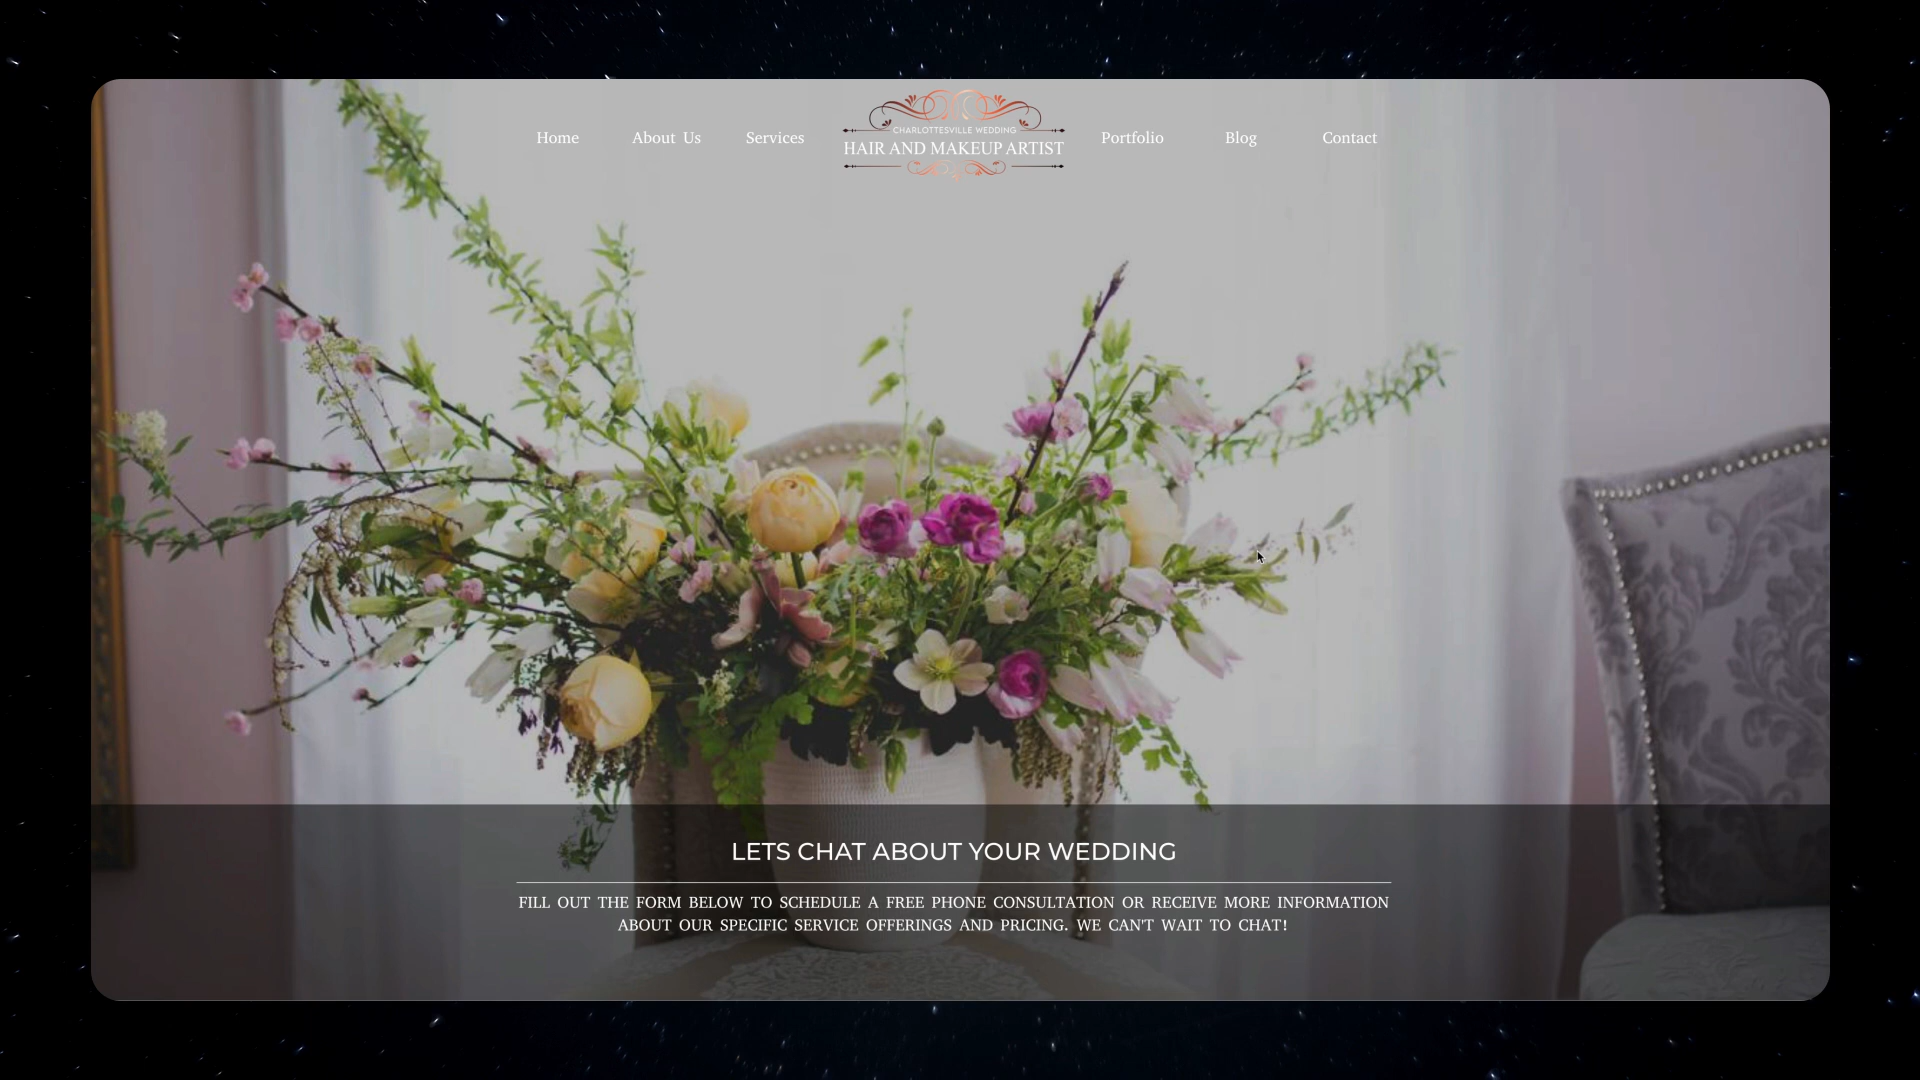 Home About Us Services
CHARLOTTESVILLE WEDDING
HAIR AND MAKEUP ARTIST
Portfolio Blog Contact
LETS CHAT ABOUT YOUR WEDDING
FILL OUT THE FORM BELOW TO SCHEDULE A FREE PHONE CONSULTATION OR RECEIVE MORE INFORMATION
ABOUT OUR SPECIFIC SERVICE OFFERINGS AND PRICING. WE CAN'T WAIT TO CHAT!